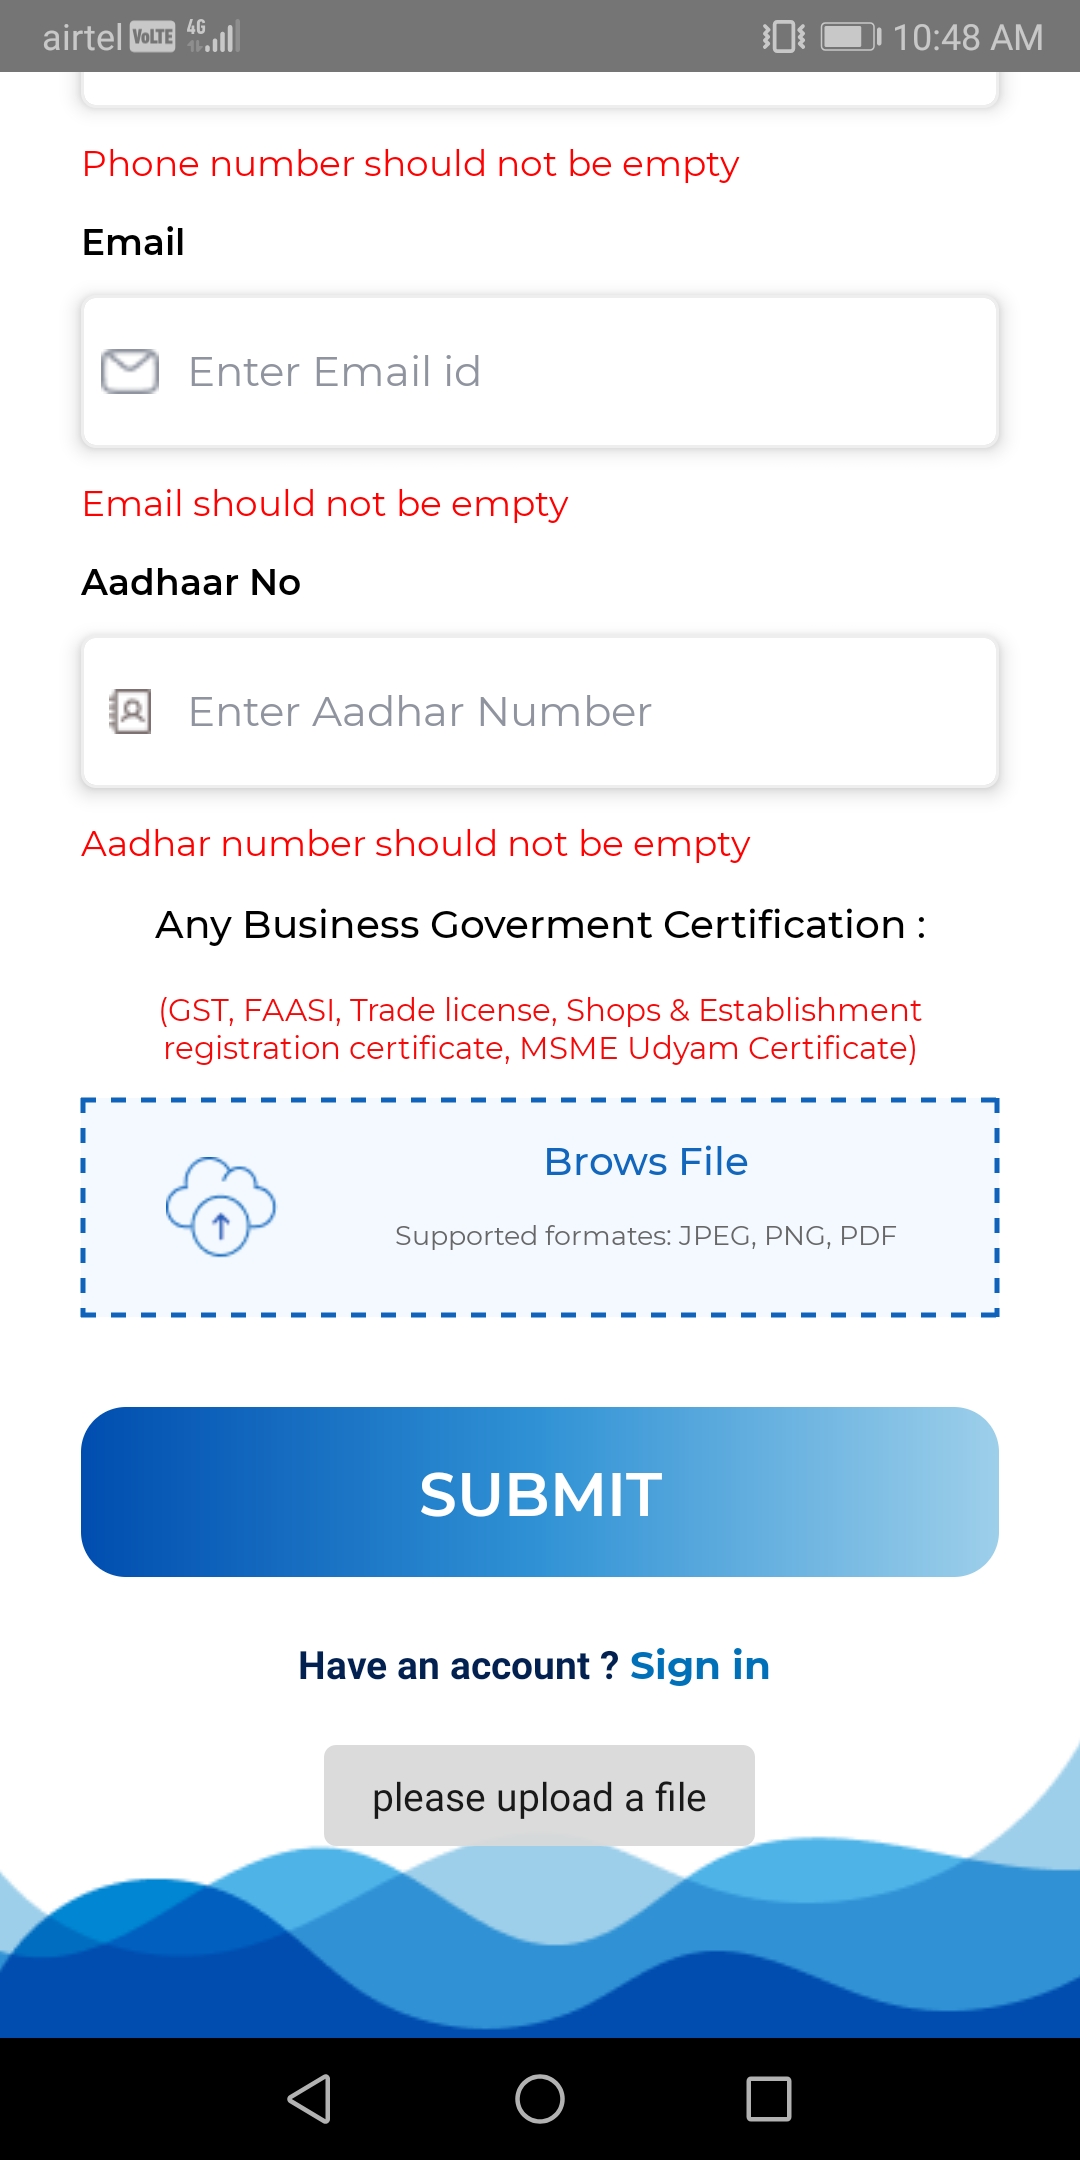 airtel VoLTE 4G 10:48 AM
Phone number should not be empty
Email
Enter Email id
Email should not be empty
Aadhaar No
Enter Aadhar Number
Aadhar number should not be empty
Any Business Goverment Certification :
(GST, FAASI, Trade license, Shops & Establishment
registration certificate, MSME Udyam Certificate)
Brows File
Supported formates: JPEG, PNG, PDF
SUBMIT
Have an account ? Sign in
please upload a file